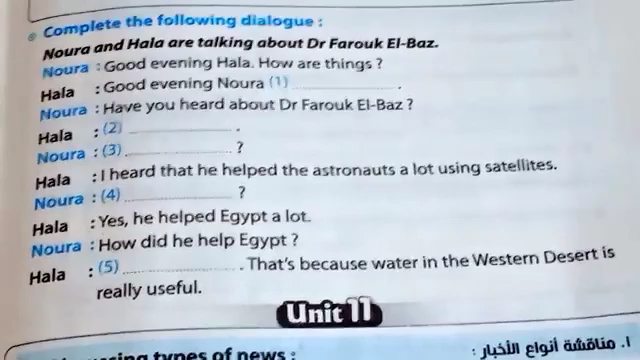 Complete the following dialogue :
Noura and Hala are talking about Dr Farouk El-Baz.
Noura : Good evening Hala. How are things ?
Hala : Good evening Noura (1) .................... .
Noura : Have you heard about Dr Farouk El-Baz ?
Hala : (2) .................... .
Noura : (3) .................... ?
Hala : I heard that he helped the astronauts a lot using satellites.
Noura : (4) .................... ?
Hala : Yes, he helped Egypt a lot.
Noura : How did he help Egypt ?
Hala : (5) .................... . That's because water in the Western Desert is
really useful.
Unit 11
types of news :
١. مناقشة أنواع الأخبار :